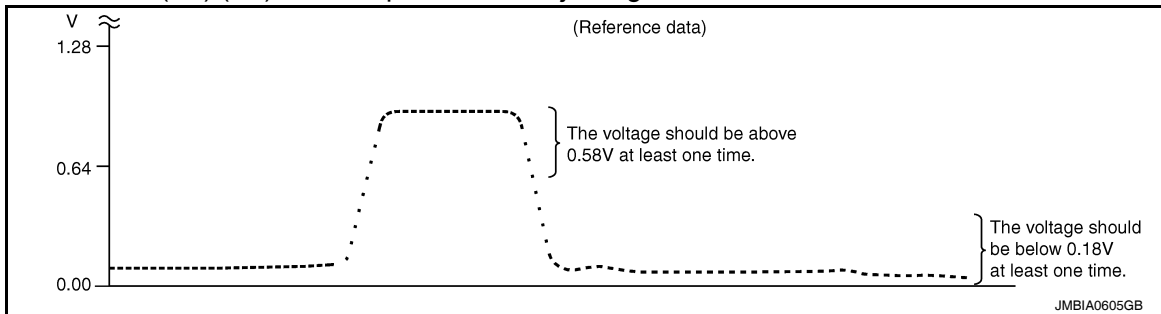 V
(Reference data)
1.28
The voltage should be above
0.58V at least one time.
0.64
The voltage should
be below 0.18V
at least one time.
0.00
JMBIA0605GB